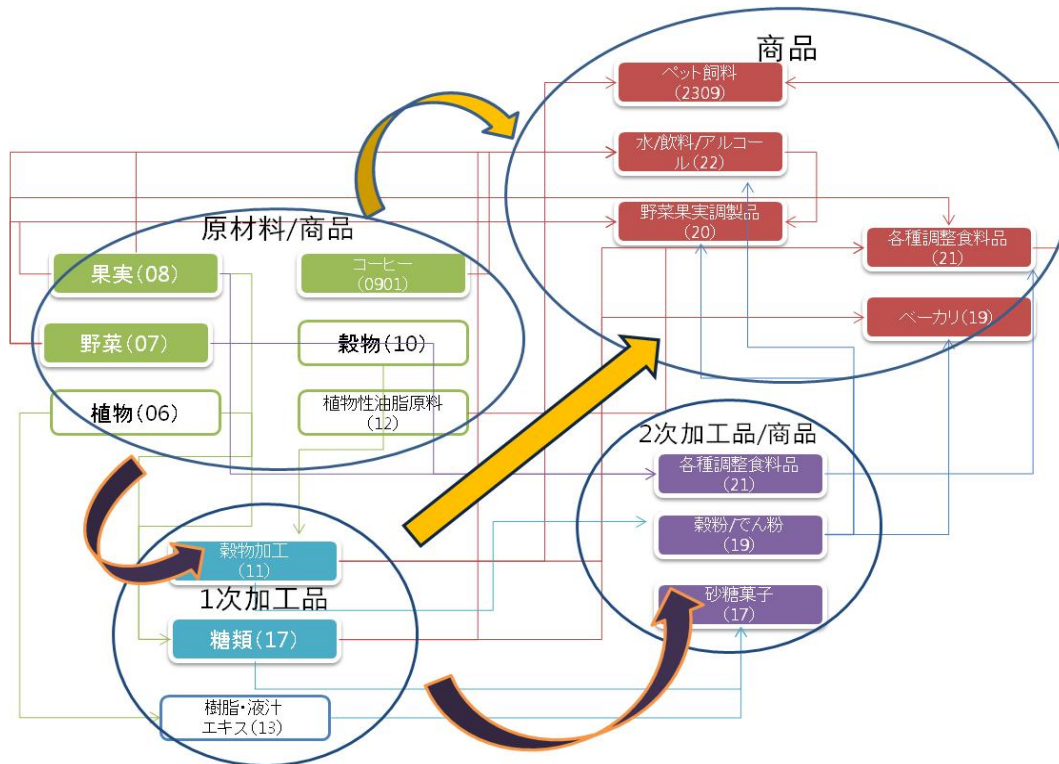 商品
ペット飼料
(2309)
水/飲料/アルコー
ル(22)
野菜果実調製品
(20)
各種調整食料品
(21)
ベーカリ(19)
原材料/商品
果実(08)
コーヒー
(0901)
野菜(07)
穀物(10)
植物(06)
植物性油脂原料
(12)
2次加工品/商品
各種調整食料品
(21)
穀粉/でん粉
(19)
砂糖菓子
(17)
穀物加工
(11)
1次加工品
糖類(17)
樹脂・液汁
エキス(13)